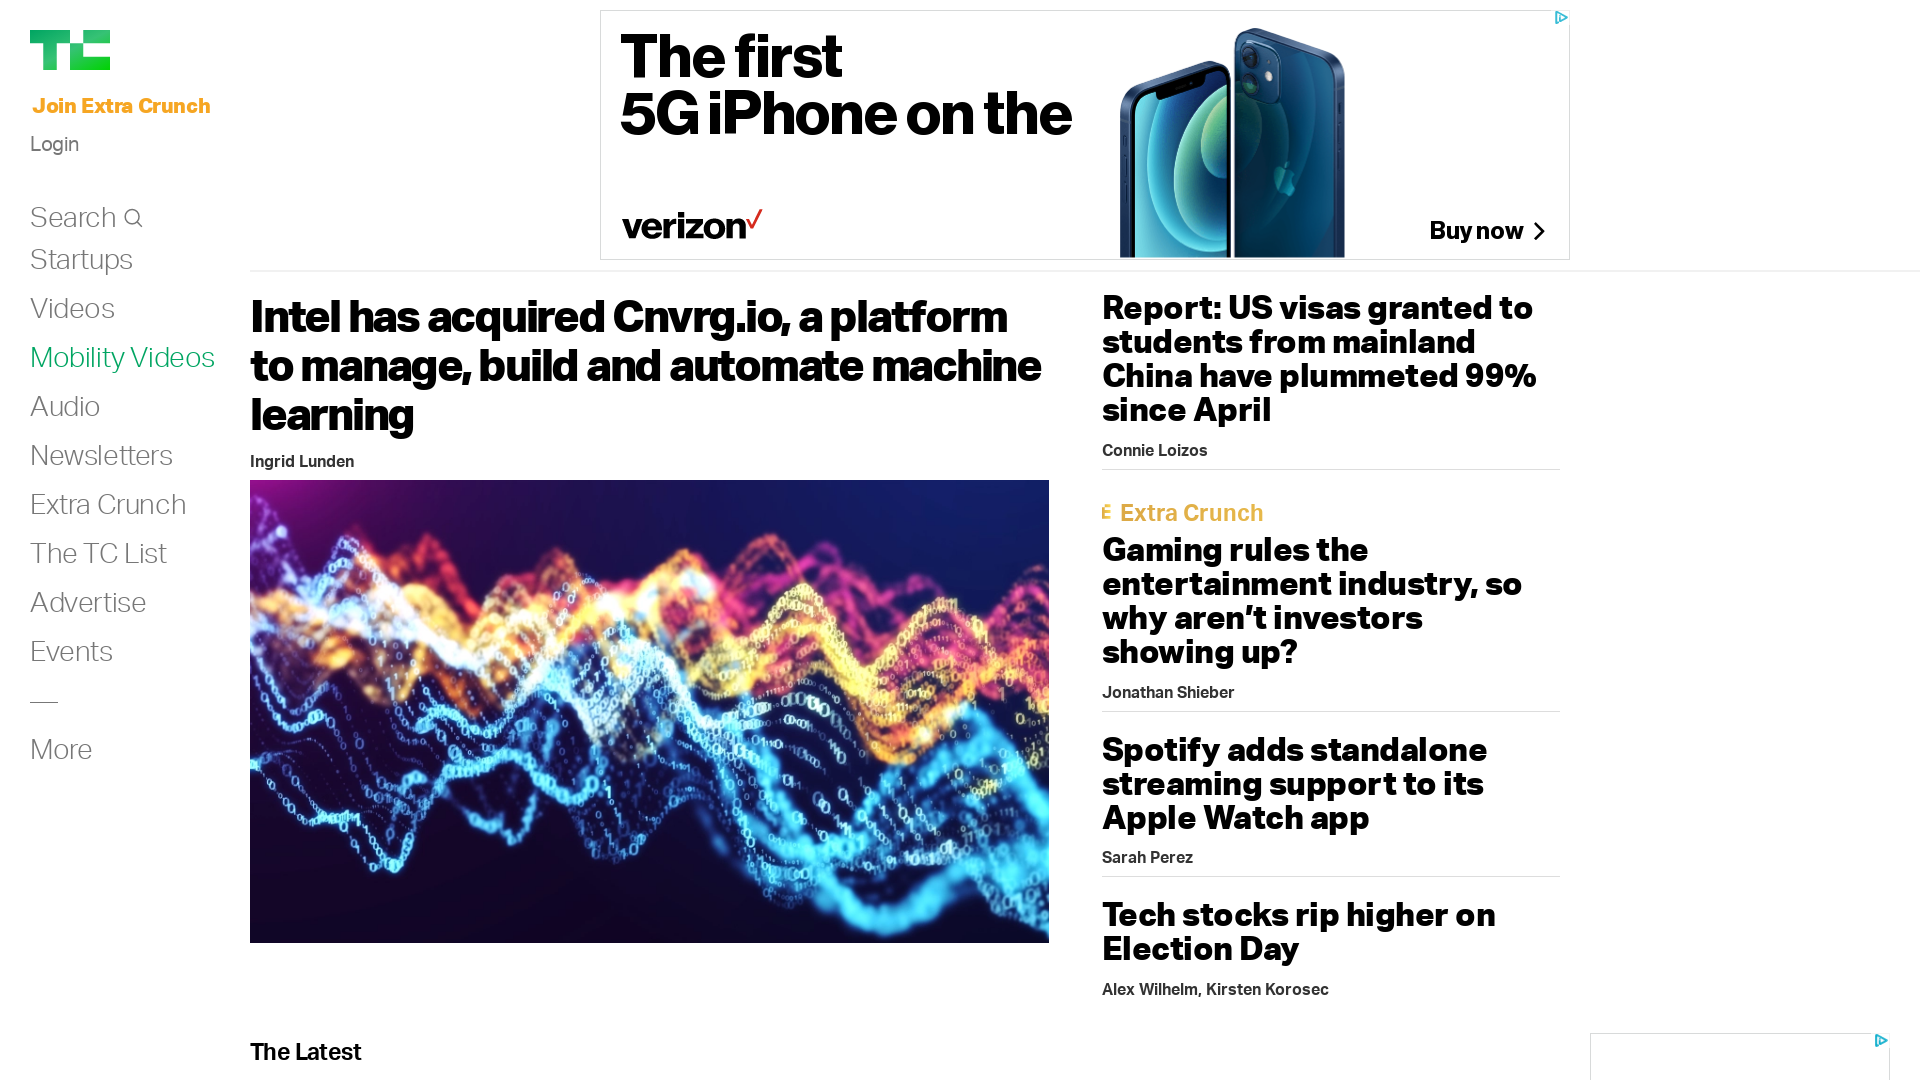 TC
Join Extra Crunch
Login
Search
Startups
Videos
Mobility Videos
Audio
Newsletters
Extra Crunch
The TC List
Advertise
Events
—
More
The first
5G iPhone on the
verizon
Buy now
Intel has acquired Cnvrg.io, a platform
to manage, build and automate machine
learning
Ingrid Lunden
Report: US visas granted to
students from mainland
China have plummeted 99%
since April
Connie Loizos
Extra Crunch
Gaming rules the
entertainment industry, so
why aren’t investors
showing up?
Jonathan Shieber
Spotify adds standalone
streaming support to its
Apple Watch app
Sarah Perez
Tech stocks rip higher on
Election Day
Alex Wilhelm, Kirsten Korosec
The Latest